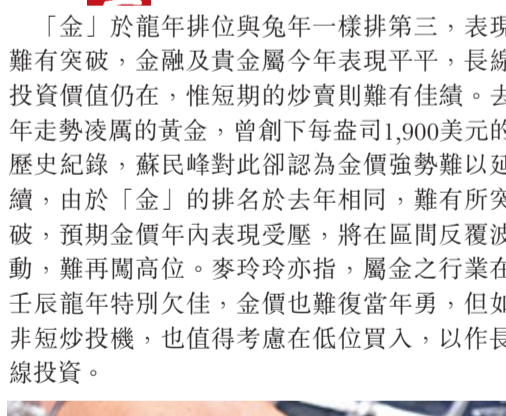 「金」於龍年排位與兔年一樣排第三，表現
難有突破，金融及貴金屬今年表現平平，長線
投資價值仍在，惟短期的炒賣則難有佳績。去
年走勢凌厲的黃金，曾創下每盎司1,900美元的
歷史紀錄，蘇民峰對此卻認為金價強勢難以延
續，由於「金」的排名於去年相同，難有所突
破，預期金價年內表現受壓，將在區間反覆波
動，難再闖高位。麥玲玲亦指，屬金之行業在
壬辰龍年特別欠佳，金價也難復當年勇，但如
非短炒投機，也值得考慮在低位買入，以作長
線投資。